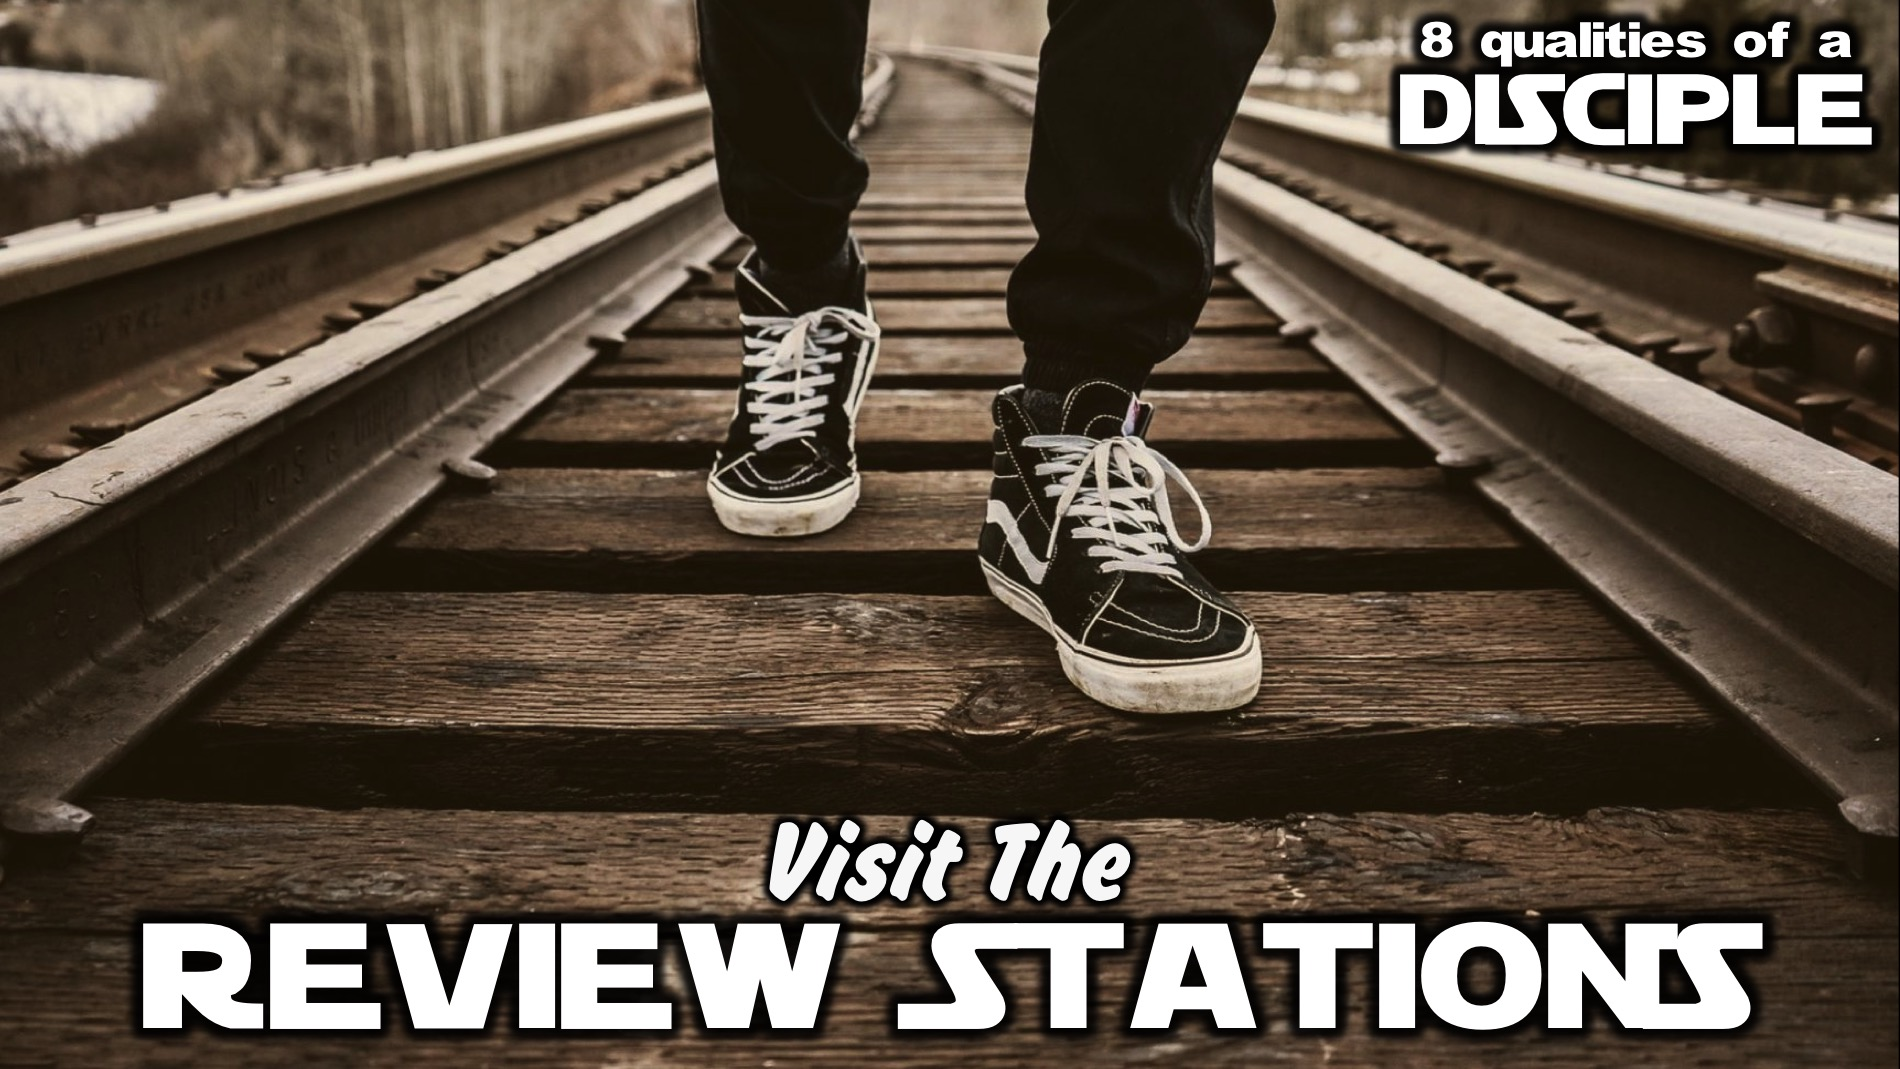 8 qualities of a
DISCIPLE
Visit The
REVIEW STATIONS